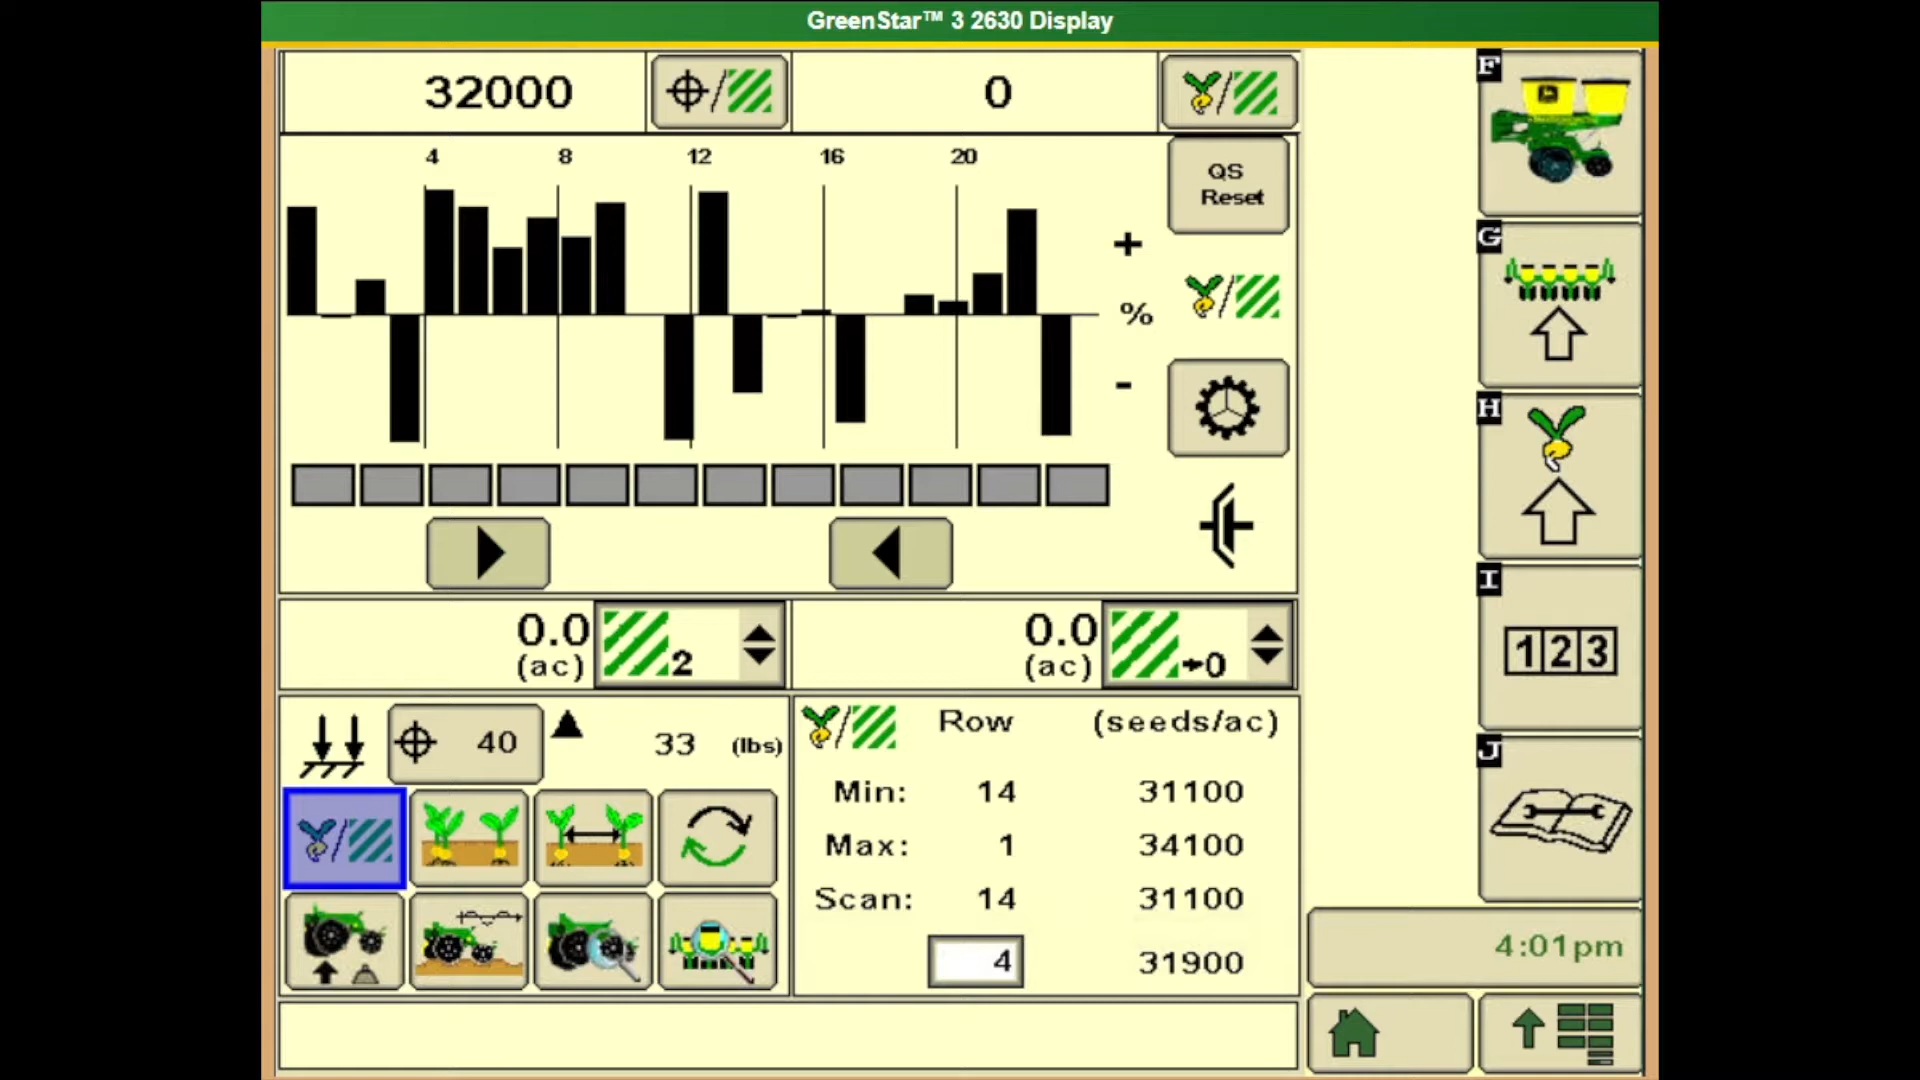 GreenStar™ 3 2630 Display
32000
0
4 8 12 16 20
QS
Reset
+
%
-
0.0
(ac)
2
0.0
(ac)
0
40
33 (lbs)
Row (seeds/ac)
Min: 14 31100
Max: 1 34100
Scan: 14 31100
4 31900
F
G
H
I
123
J
4:01pm